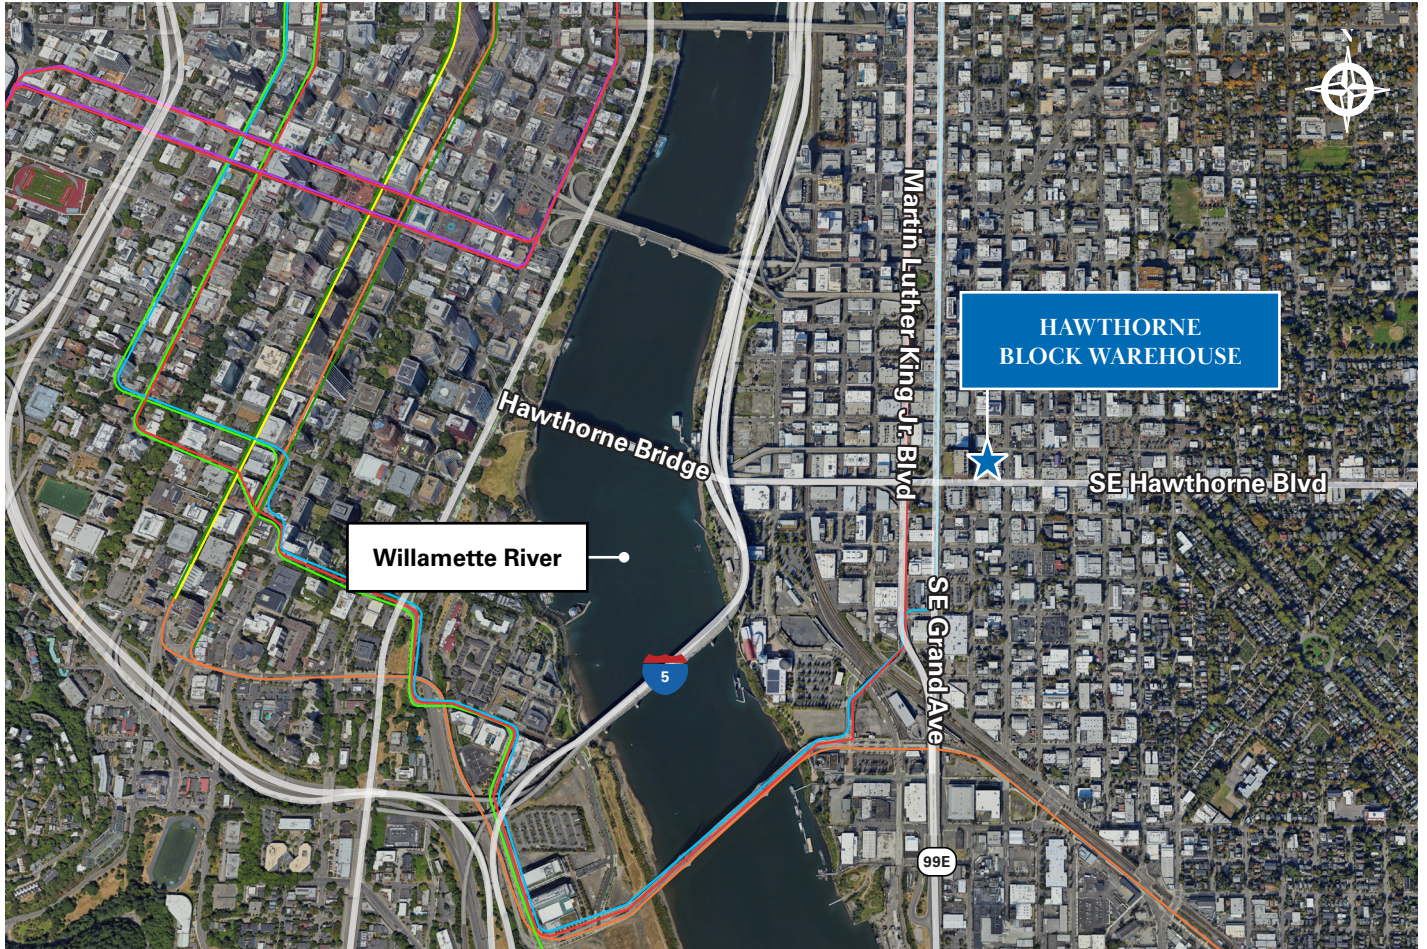 N
Martin Luther King Jr. Blvd
HAWTHORNE
BLOCK WAREHOUSE
Hawthorne Bridge
SE Hawthorne Blvd
Willamette River
SE Grand Ave
5
99E